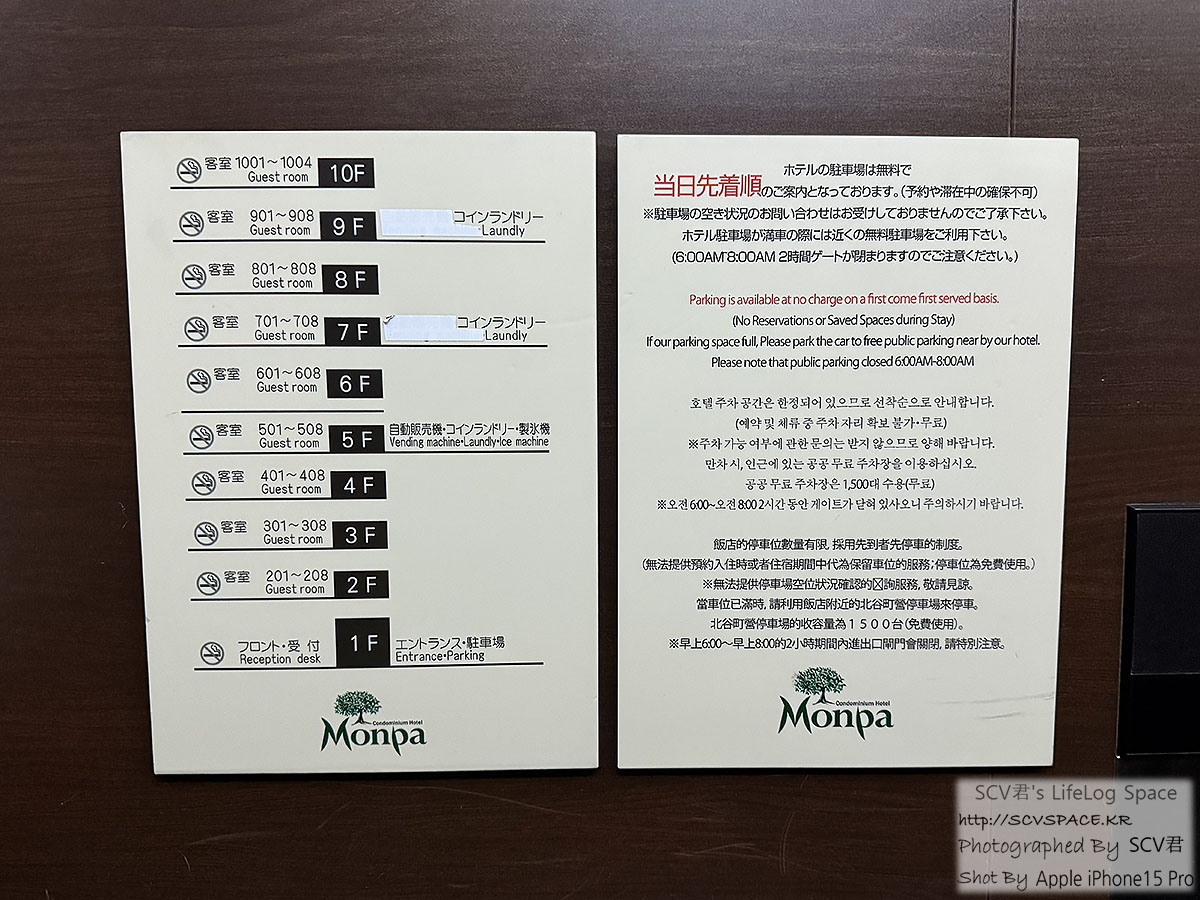 客室 1001～1004 10F
Guest room
客室 901～908 9F コインランドリー
Guest room Laundly
客室 801～808 8F
Guest room
客室 701～708 7F コインランドリー
Guest room Laundly
客室 601～608 6F
Guest room
客室 501～508 5F 自動販売機・コインランドリー・製氷機
Guest room Vending machine・Laundly・Ice machine
客室 401～408 4F
Guest room
客室 301～308 3F
Guest room
客室 201～208 2F
Guest room
フロント・受付 1F エントランス・駐車場
Reception desk Entrance・Parking
Condominium Hotel
Monpa
ホテルの駐車場は無料で
当日先着順のご案内となっております。(予約や滞在中の確保不可)
※駐車場の空き状況のお問い合わせはお受けしておりませんのでご了承下さい。
ホテル駐車場が満車の際には近くの無料駐車場をご利用下さい。
(6:00AM~8:00AM 2時間ゲートが閉まりますのでご注意ください。)
Parking is available at no charge on a first come first served basis.
(No Reservations or Saved Spaces during Stay)
If our parking space full, Please park the car to free public parking near by our hotel.
Please note that public parking closed 6:00AM-8:00AM
호텔 주차 공간은 한정되어 있으므로 선착순으로 안내합니다.
(예약 및 체류 중 주차 자리 확보 불가·무료)
※주차 가능 여부에 관한 문의는 받지 않으므로 양해 바랍니다.
만차 시, 인근에 있는 공공 무료 주차장을 이용하십시오.
공공 무료 주차장은 1,500대 수용(무료)
※오전 6:00~오전 8:00 2시간 동안 게이트가 닫혀 있사오니 주의하시기 바랍니다.
飯店的停車位數量有限, 採用先到者先停車的制度。
(無法提供預約入住時或者住宿期間中代為保留車位的服務;停車位為免費使用。)
※無法提供停車場空位狀況確認的☒詢服務, 敬請見諒。
當車位已滿時, 請利用飯店附近的北谷町營停車場來停車。
北谷町營停車場的收容量為１５００台(免費使用)。
※早上6:00～早上8:00的2小時期間內進出口閘門會關閉, 請特別注意。
Condominium Hotel
Monpa
SCV君's LifeLog Space
http://SCVSPACE.KR
Photographed By SCV君
Shot By Apple iPhone15 Pro